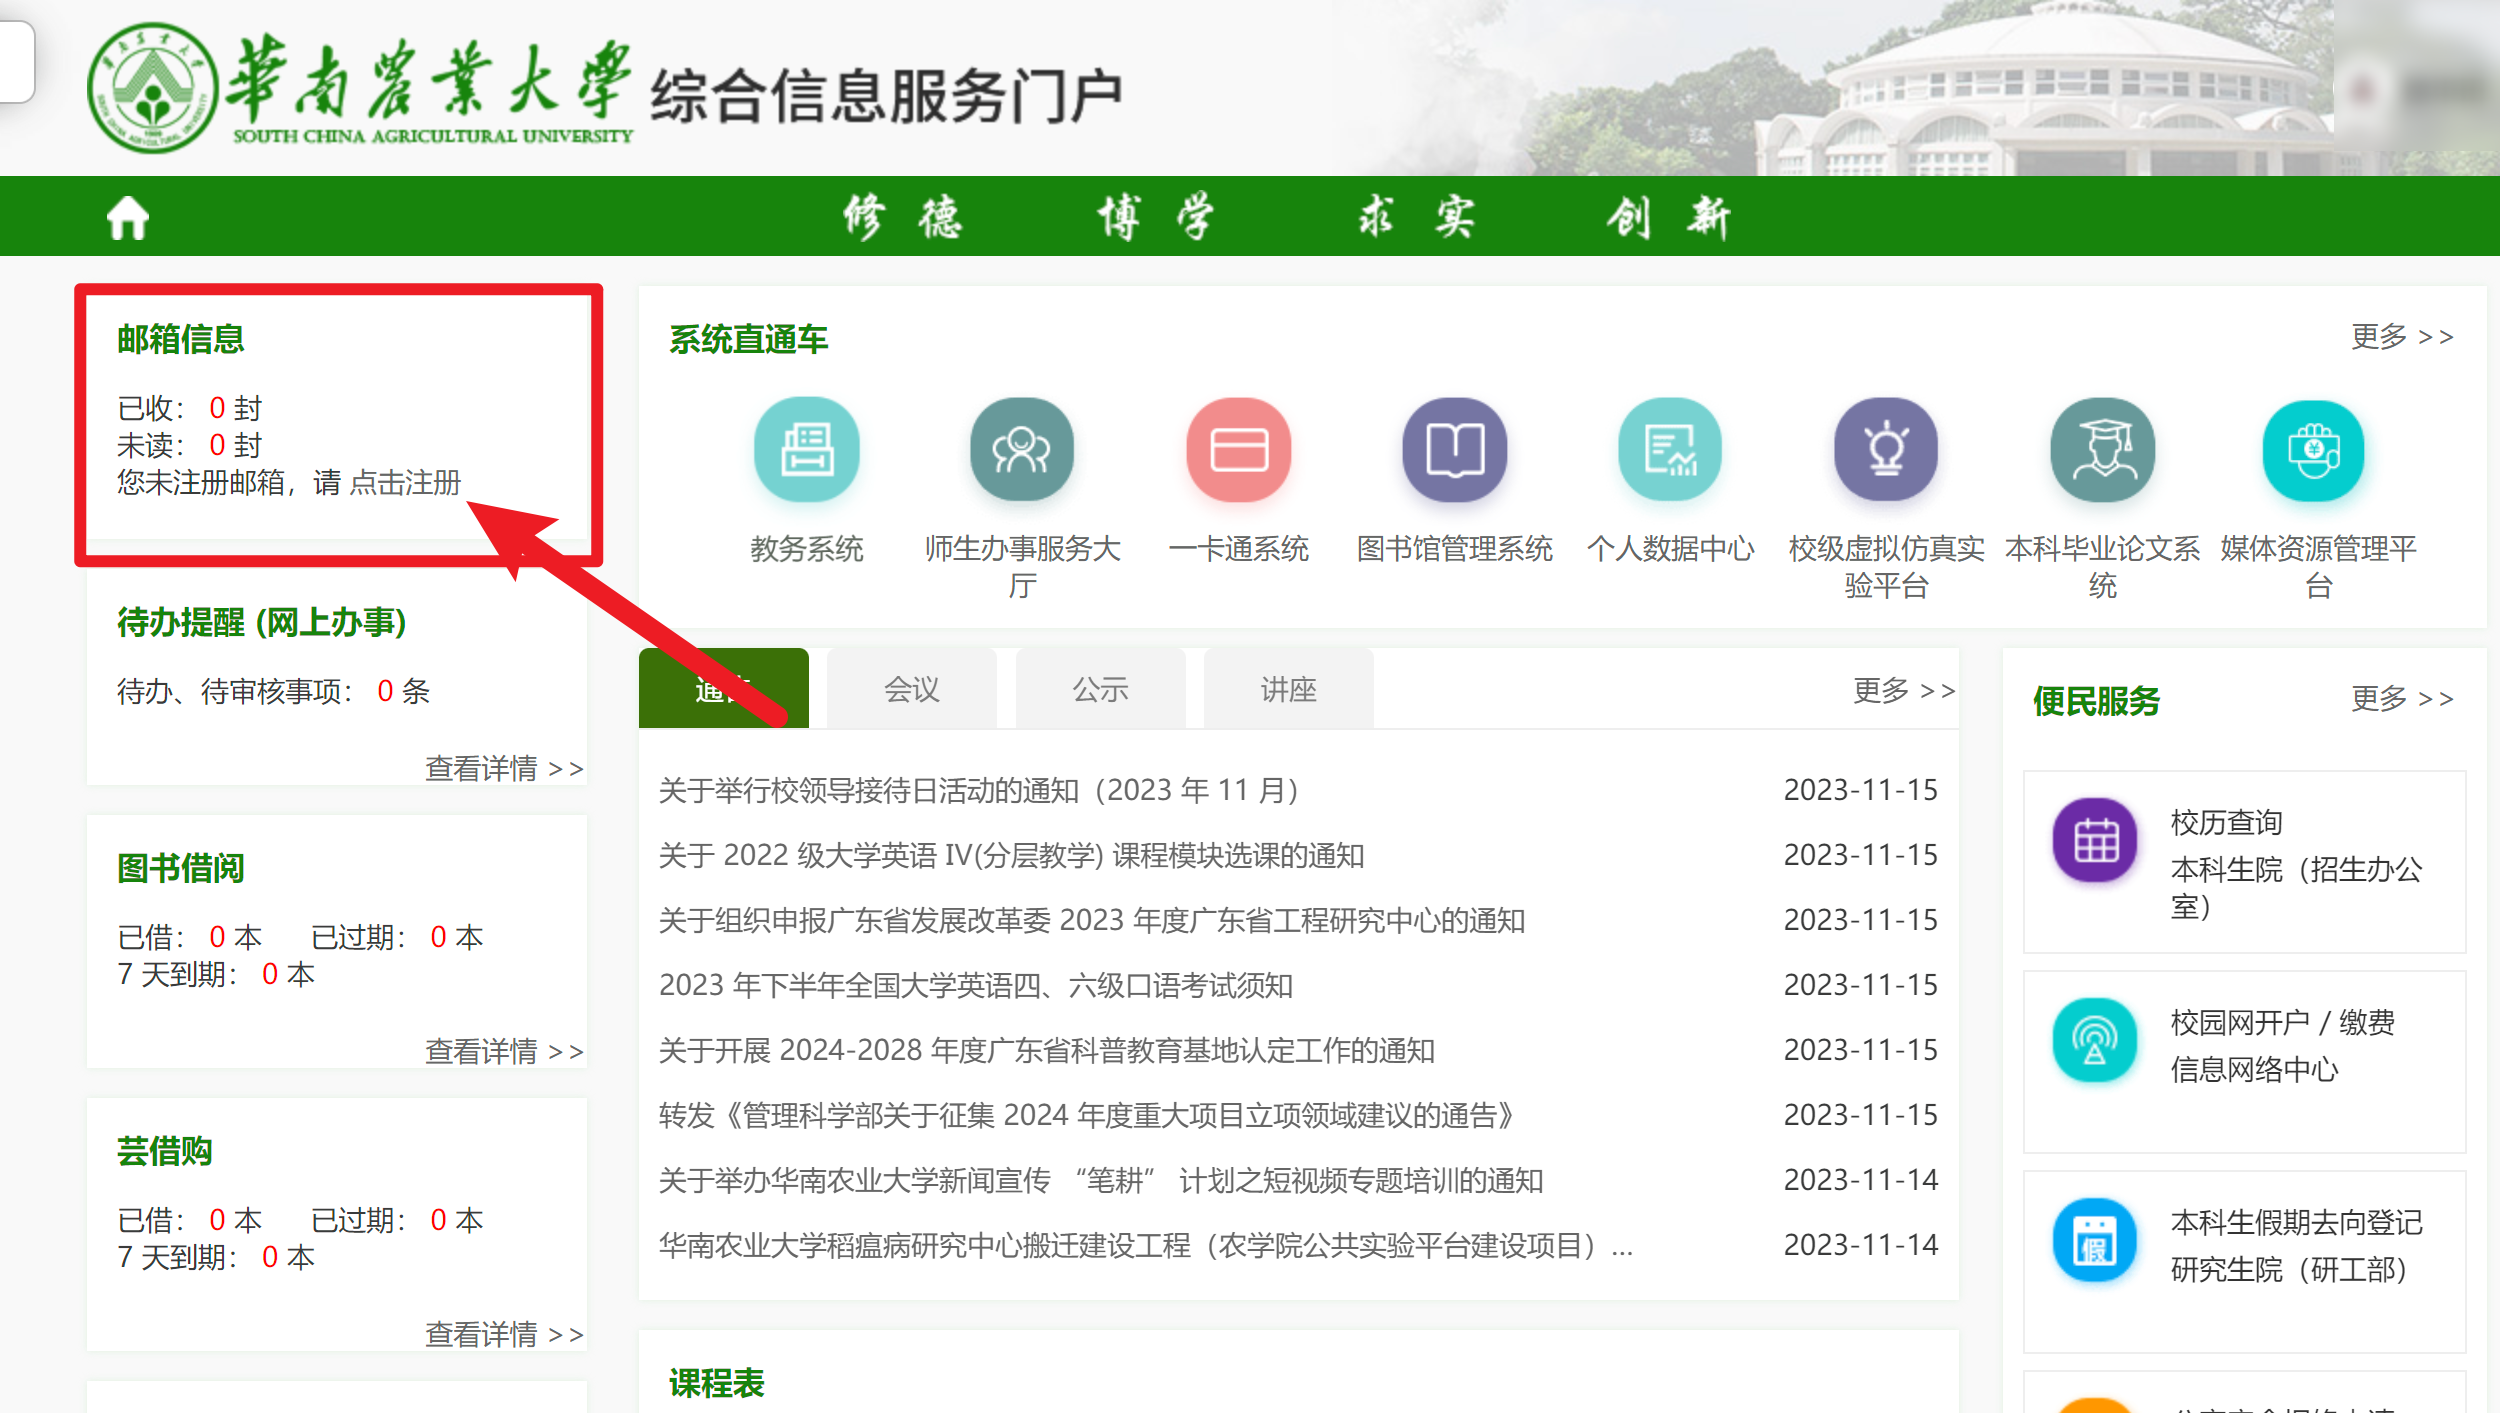 華南農業大學 综合信息服务门户
SOUTH CHINA AGRICULTURAL UNIVERSITY
修 德 博 学 求 实 创 新
邮箱信息
已收： 0 封
未读： 0 封
您未注册邮箱，请 点击注册
待办提醒 (网上办事)
待办、待审核事项： 0 条
查看详情 >>
图书借阅
已借： 0 本 已过期： 0 本
7 天到期： 0 本
查看详情 >>
芸借购
已借： 0 本 已过期： 0 本
7 天到期： 0 本
查看详情 >>
系统直通车 更多 >>
教务系统
师生办事服务大
厅
一卡通系统
图书馆管理系统
个人数据中心
校级虚拟仿真实
验平台
本科毕业论文系
统
媒体资源管理平
台
会议 公示 讲座 更多 >>
关于举行校领导接待日活动的通知（2023 年 11 月） 2023-11-15
关于 2022 级大学英语 IV(分层教学) 课程模块选课的通知 2023-11-15
关于组织申报广东省发展改革委 2023 年度广东省工程研究中心的通知 2023-11-15
2023 年下半年全国大学英语四、六级口语考试须知 2023-11-15
关于开展 2024-2028 年度广东省科普教育基地认定工作的通知 2023-11-15
转发《管理科学部关于征集 2024 年度重大项目立项领域建议的通告》 2023-11-15
关于举办华南农业大学新闻宣传 “笔耕” 计划之短视频专题培训的通知 2023-11-14
华南农业大学稻瘟病研究中心搬迁建设工程（农学院公共实验平台建设项目）... 2023-11-14
课程表
便民服务 更多 >>
校历查询
本科生院（招生办公
室）
校园网开户 / 缴费
信息网络中心
假
本科生假期去向登记
研究生院（研工部）